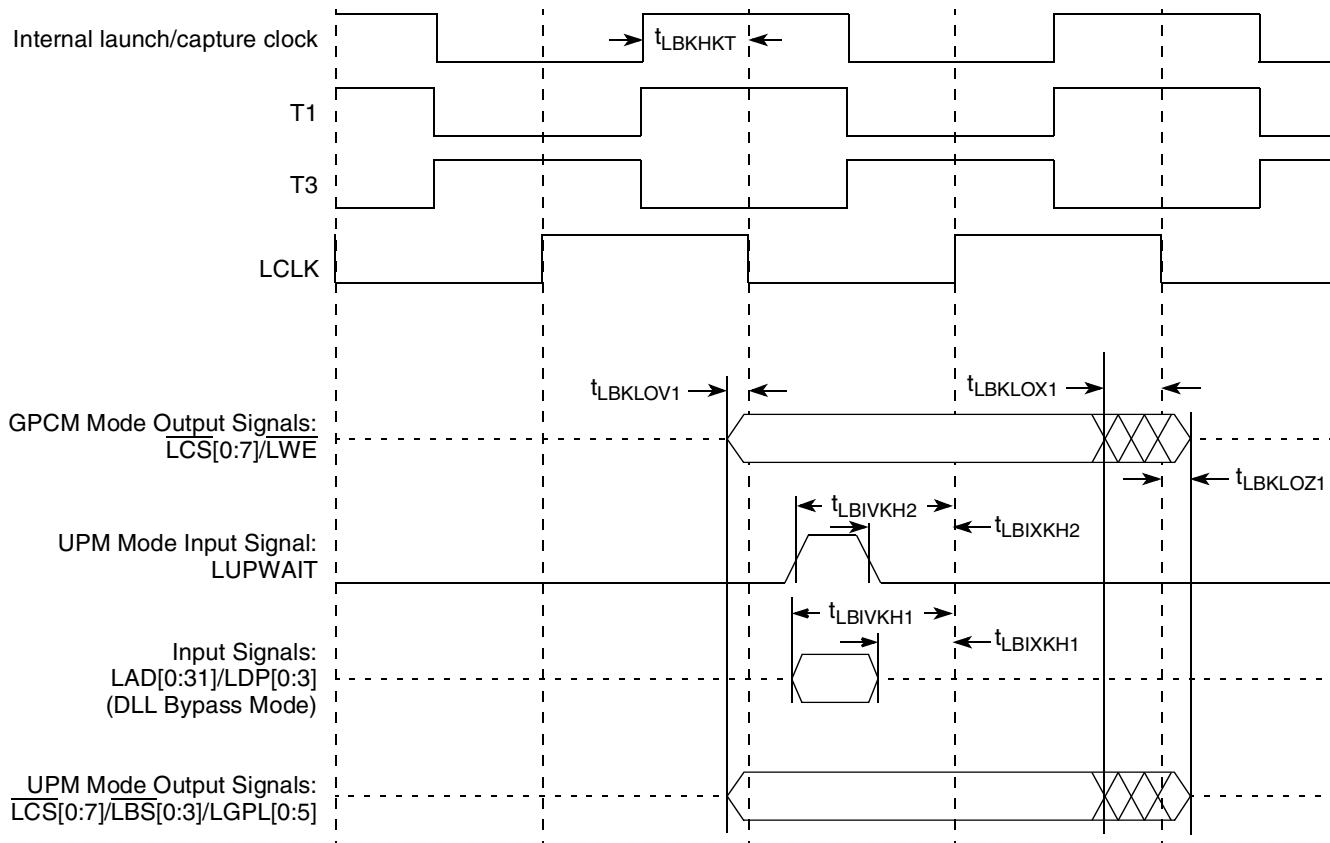 Internal launch/capture clock
tLBKHKT
T1
T3
LCLK
tLBKLOV1
tLBKLOX1
GPCM Mode Output Signals:
LCS[0:7]/LWE
tLBKLOZ1
tLBIVKH2
tLBIXKH2
UPM Mode Input Signal:
LUPWAIT
tLBIVKH1
tLBIXKH1
Input Signals:
LAD[0:31]/LDP[0:3]
(DLL Bypass Mode)
UPM Mode Output Signals:
LCS[0:7]/LBS[0:3]/LGPL[0:5]